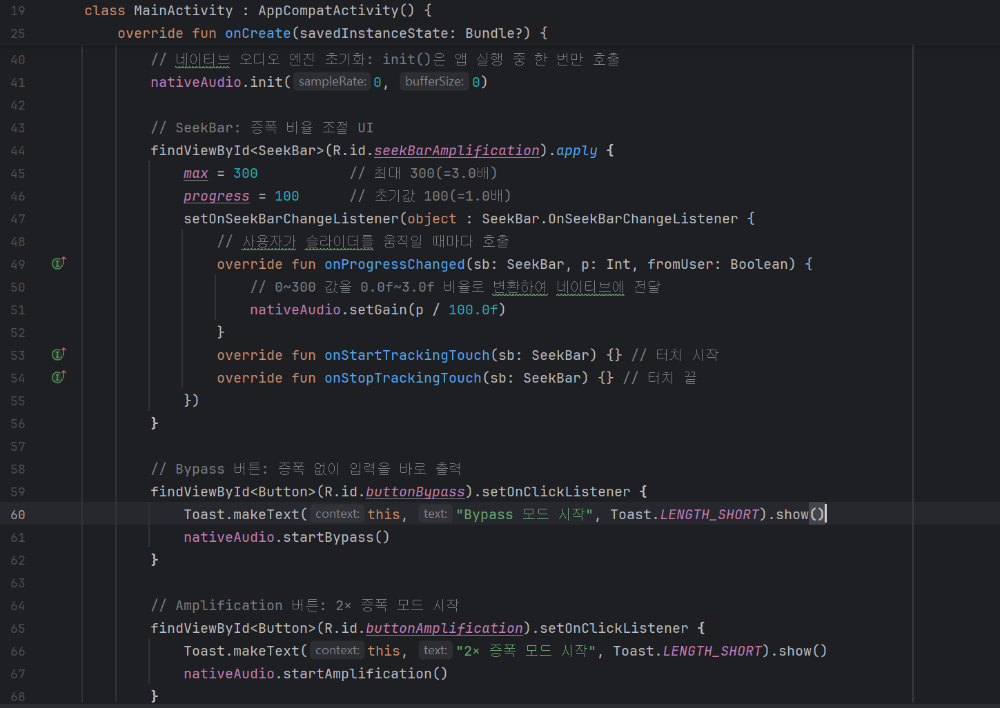 19 class MainActivity : AppCompatActivity() {
25 override fun onCreate(savedInstanceState: Bundle?) {
40 // 네이티브 오디오 엔진 초기화: init()은 앱 실행 중 한 번만 호출
41 nativeAudio.init( sampleRate: 0, bufferSize: 0)
42
43 // SeekBar: 증폭 비율 조절 UI
44 findViewById<SeekBar>(R.id.seekBarAmplification).apply {
45 max = 300 // 최대 300(=3.0배)
46 progress = 100 // 초기값 100(=1.0배)
47 setOnSeekBarChangeListener(object : SeekBar.OnSeekBarChangeListener {
48 // 사용자가 슬라이더를 움직일 때마다 호출
49 override fun onProgressChanged(sb: SeekBar, p: Int, fromUser: Boolean) {
50 // 0~300 값을 0.0f~3.0f 비율로 변환하여 네이티브에 전달
51 nativeAudio.setGain(p / 100.0f)
52 }
53 override fun onStartTrackingTouch(sb: SeekBar) {} // 터치 시작
54 override fun onStopTrackingTouch(sb: SeekBar) {} // 터치 끝
55 })
56 }
57
58 // Bypass 버튼: 증폭 없이 입력을 바로 출력
59 findViewById<Button>(R.id.buttonBypass).setOnClickListener {
60 Toast.makeText( context: this, text: "Bypass 모드 시작", Toast.LENGTH_SHORT).show()
61 nativeAudio.startBypass()
62 }
63
64 // Amplification 버튼: 2× 증폭 모드 시작
65 findViewById<Button>(R.id.buttonAmplification).setOnClickListener {
66 Toast.makeText( context: this, text: "2× 증폭 모드 시작", Toast.LENGTH_SHORT).show()
67 nativeAudio.startAmplification()
68 }